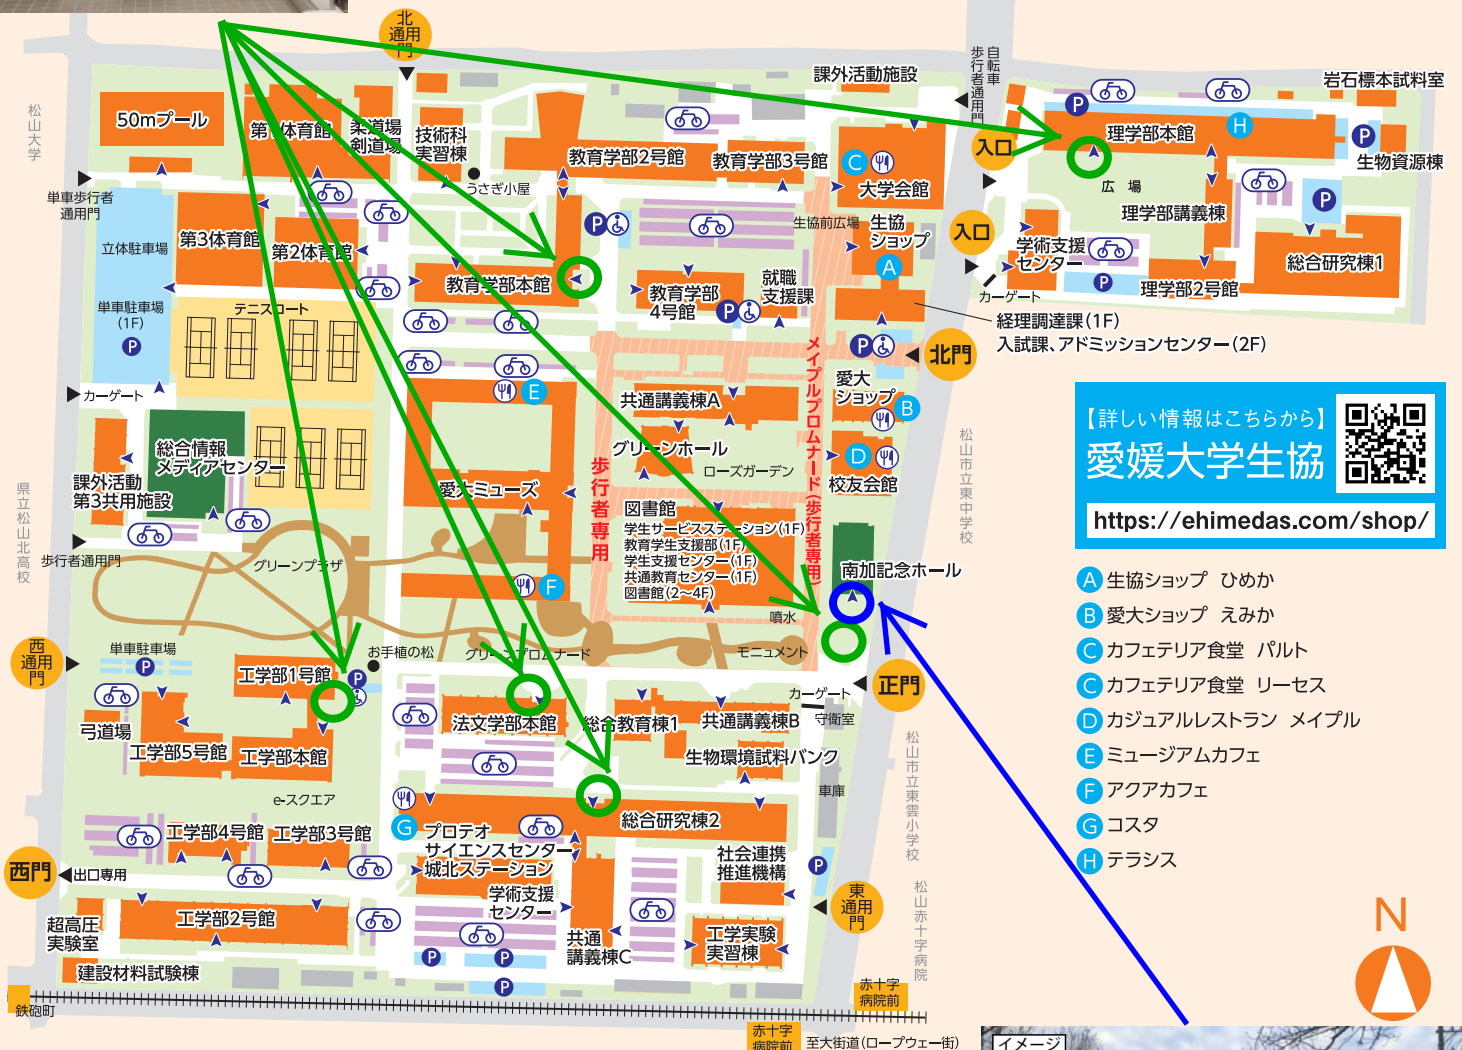 北
通用
門
自転車
歩行者通用門
課外活動施設
岩石標本試料室
松山大学
50mプール
第1体育館
柔道場
剣道場
技術科
実習棟
うさぎ小屋
教育学部2号館
教育学部3号館
C
大学会館
入口
P
理学部本館
H
P
生物資源棟
単車歩行者
通用門
第3体育館
第2体育館
立体駐車場
教育学部本館
P
生協前広場
生協
ショップ
A
入口
広 場
理学部講義棟
P
学術支援
センター
総合研究棟1
理学部2号館
P
カーゲート
教育学部
4号館
P
就職
支援課
単車駐車場
(1F)
P
テニスコート
経理調達課(1F)
入試課、アドミッションセンター(2F)
P
北門
メイプルプロムナード(歩行者専用)
カーゲート
E
共通講義棟A
愛大
ショップ
B
グリーンホール
ローズガーデン
D
校友会館
松山市立東中学校
【詳しい情報はこちらから】
愛媛大学生協
https://ehimedas.com/shop/
総合情報
メディアセンター
課外活動
第3共用施設
愛大ミューズ
歩行者専用
図書館
学生サービスステーション(1F)
教育学生支援部(1F)
学生支援センター(1F)
共通教育センター(1F)
図書館(2~4F)
県立松山北高校
歩行者通用門
グリーンプラザ
F
南加記念ホール
噴水
A 生協ショップ ひめか
B 愛大ショップ えみか
C カフェテリア食堂 パルト
C カフェテリア食堂 リーセス
D カジュアルレストラン メイプル
E ミュージアムカフェ
F アクアカフェ
G コスタ
H テラシス
西
通用
門
単車駐車場
P
お手植の松
グリーンプロムナード
モニュメント
工学部1号館
P
正門
カーゲート
守衛室
弓道場
工学部5号館
工学部本館
法文学部本館
総合教育棟1
共通講義棟B
生物環境試料バンク
車庫
松山市立東雲小学校
e-スクエア
工学部4号館
工学部3号館
G
プロテオ
サイエンスセンター
城北ステーション
総合研究棟2
社会連携
推進機構
P
西門
出口専用
学術支援
センター
東
通用
門
松山赤十字病院
超高圧
実験室
工学部2号館
共通
講義棟C
工学実験
実習棟
P
P
P
建設材料試験棟
鉄砲町
赤十字
病院前
赤十字
病院前
至大街道(ロープウェー街)
N
イメージ